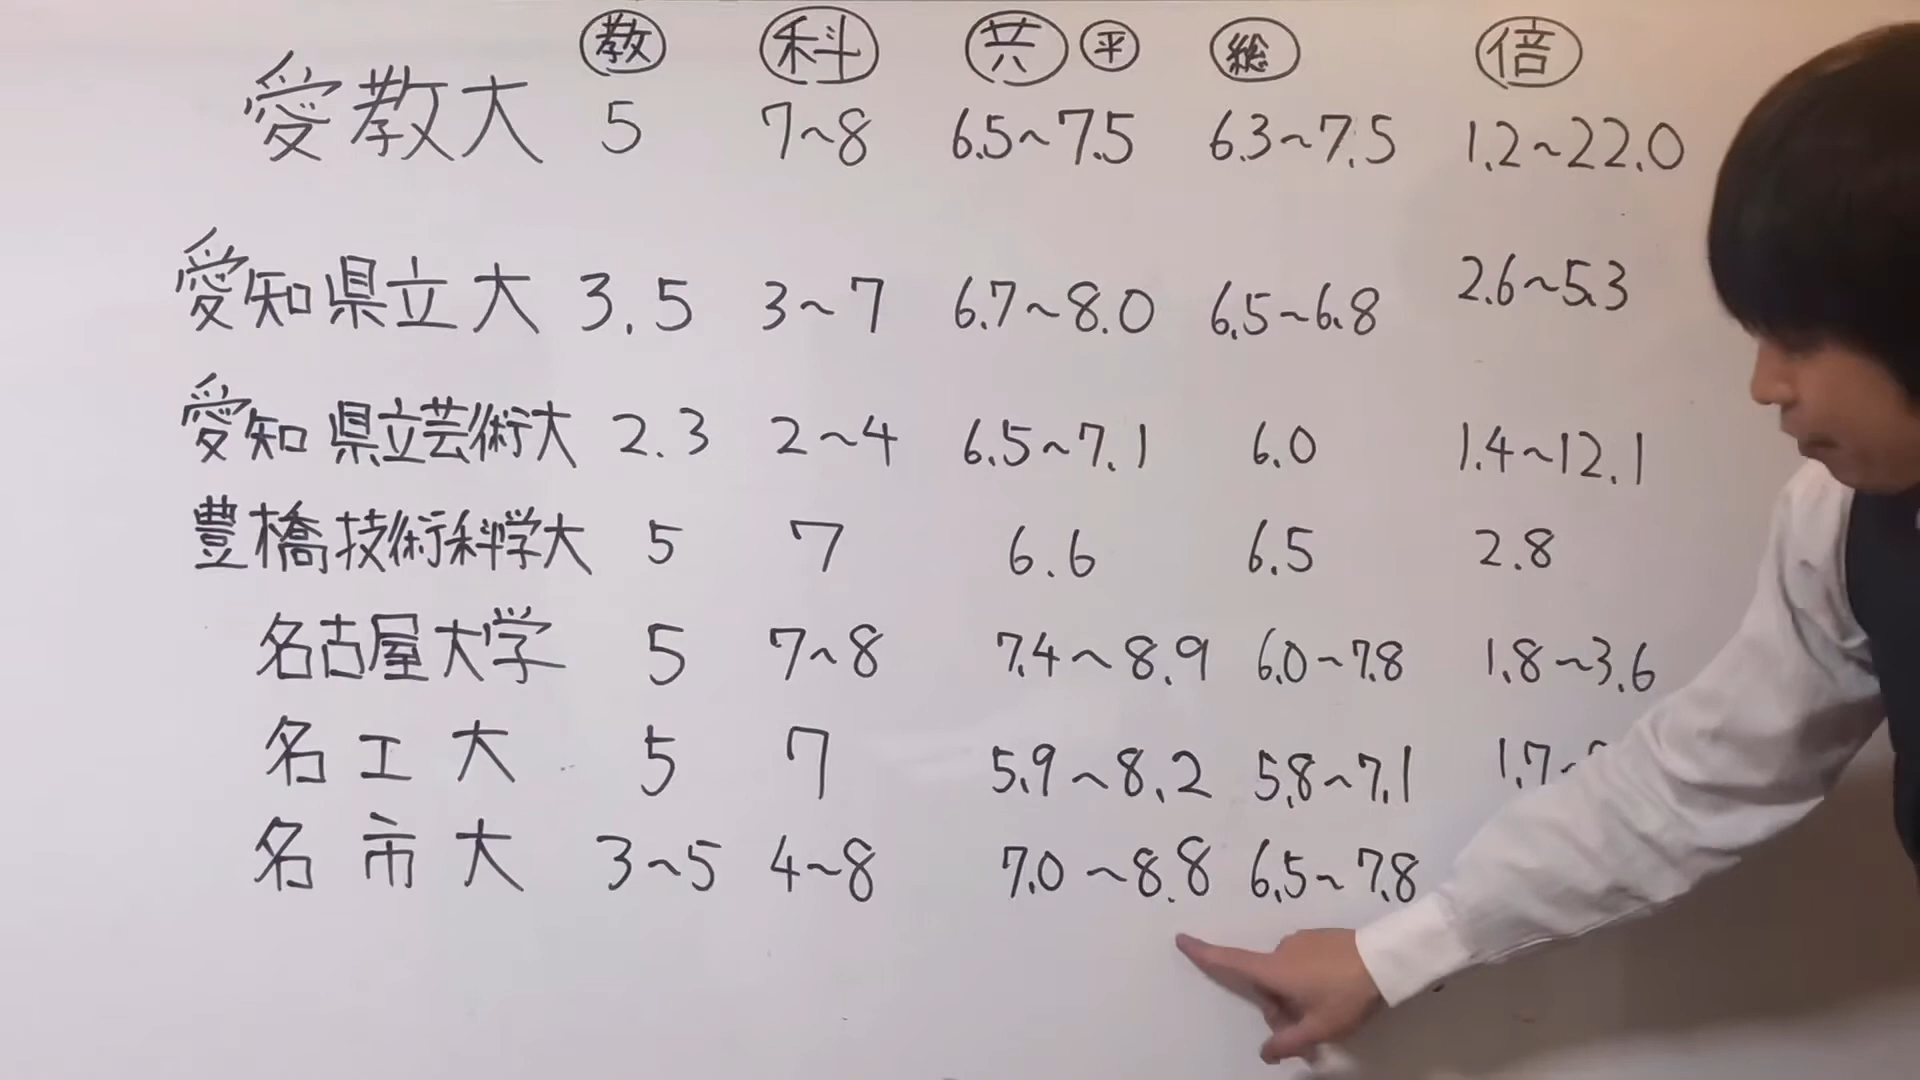 教 科 共 平 総 倍
愛教大 5 7~8 6.5~7.5 6.3~7.5 1.2~22.0
愛知県立大 3.5 3~7 6.7~8.0 6.5~6.8 2.6~5.3
愛知県立芸術大 2.3 2~4 6.5~7.1 6.0 1.4~12.1
豊橋技術科学大 5 7 6.6 6.5 2.8
名古屋大学 5 7~8 7.4~8.9 6.0~7.8 1.8~3.6
名工大 5 7 5.9~8.2 5.8~7.1 1.7~
名市大 3~5 4~8 7.0~8.8 6.5~7.8